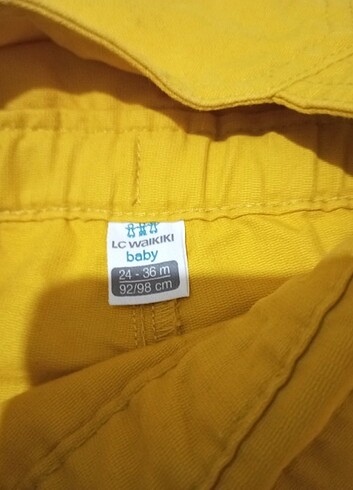 LC WAIKIKI
baby
24 - 36 m
92/98 cm